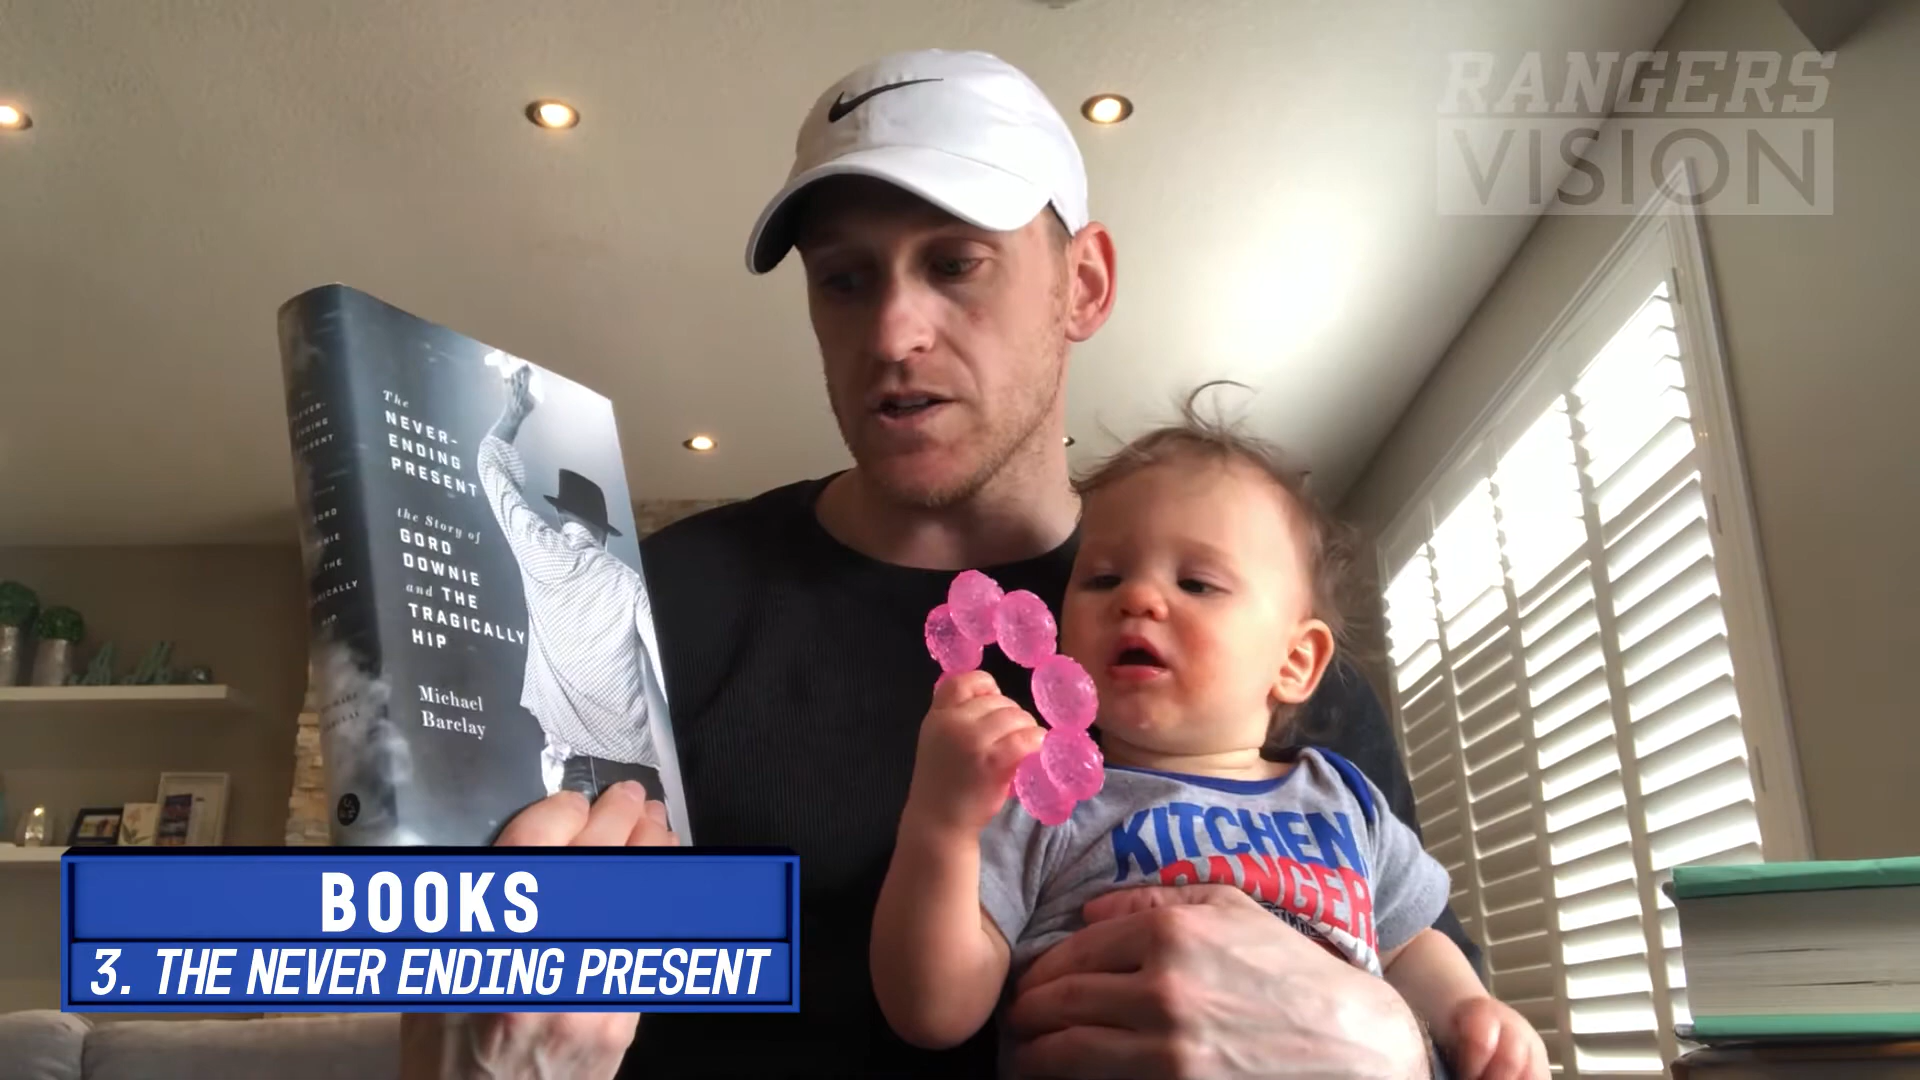 RANGERS
VISION
The
NEVER-
ENDING
PRESENT
the Story of
GORD
DOWNIE
and THE
TRAGICALLY
HIP
Michael
Barclay
KITCHEN
RANGER
BOOKS
3. THE NEVER ENDING PRESENT